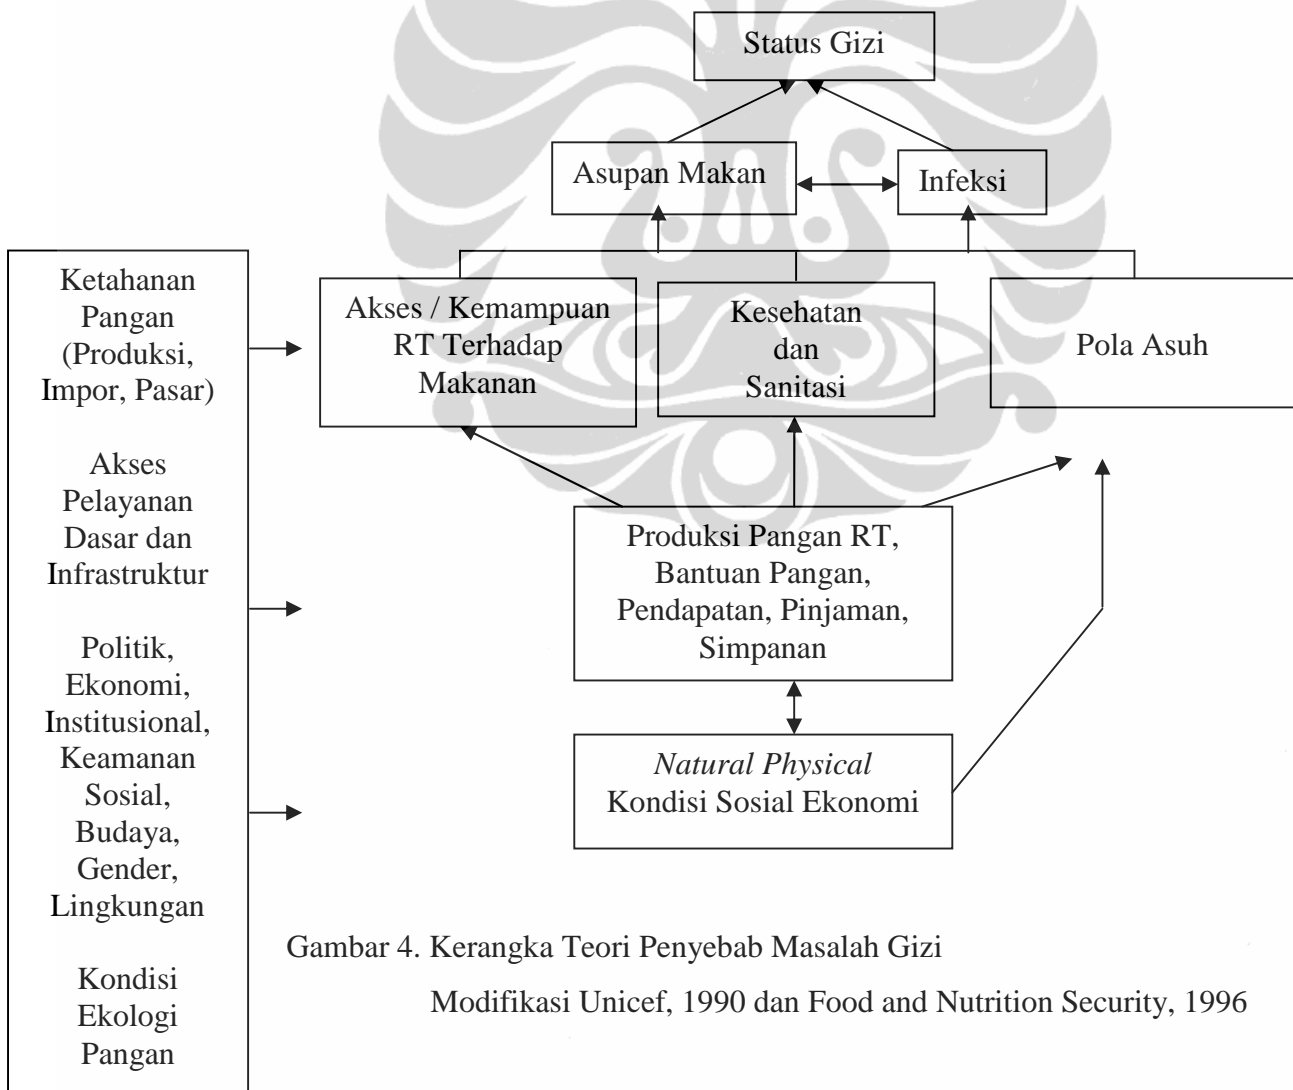 Status Gizi
Asupan Makan
Infeksi
Ketahanan
Pangan
(Produksi,
Impor, Pasar)
Akses
Pelayanan
Dasar dan
Infrastruktur
Politik,
Ekonomi,
Institusional,
Keamanan
Sosial,
Budaya,
Gender,
Lingkungan
Kondisi
Ekologi
Pangan
Akses / Kemampuan
RT Terhadap
Makanan
Kesehatan
dan
Sanitasi
Pola Asuh
Produksi Pangan RT,
Bantuan Pangan,
Pendapatan, Pinjaman,
Simpanan
Natural Physical
Kondisi Sosial Ekonomi
Gambar 4. Kerangka Teori Penyebab Masalah Gizi
Modifikasi Unicef, 1990 dan Food and Nutrition Security, 1996